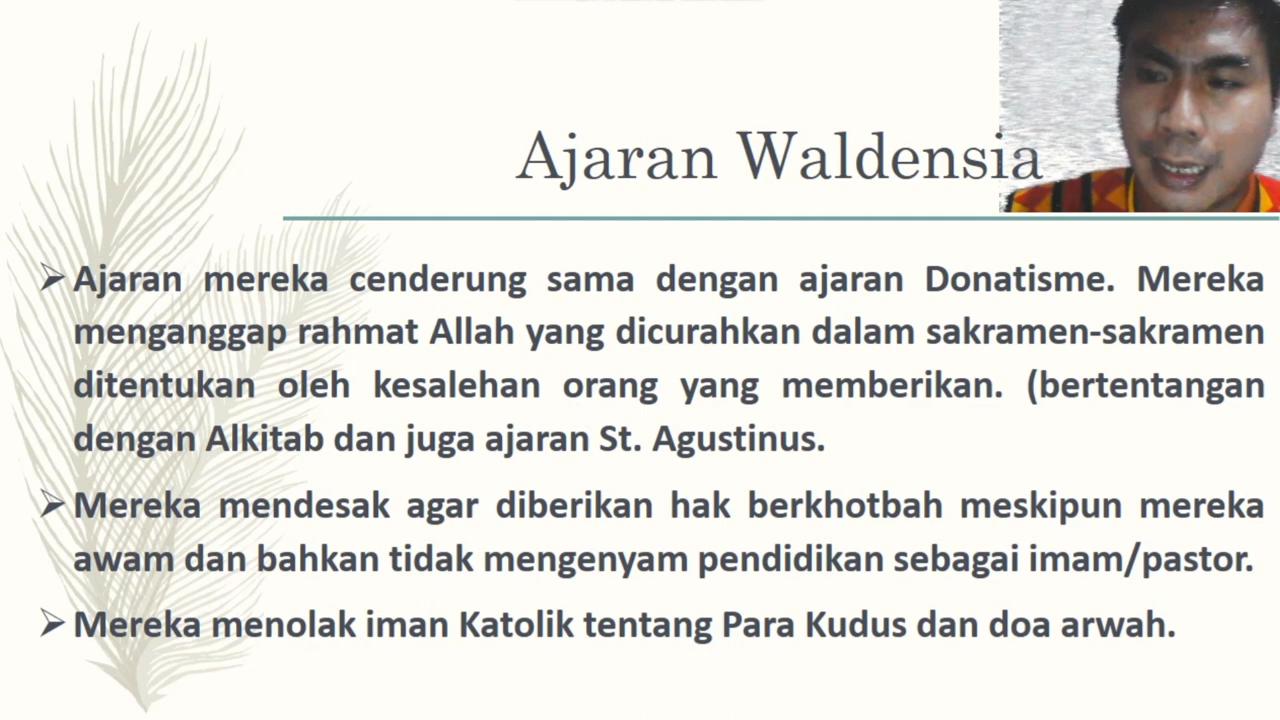 Ajaran Waldensia
Ajaran mereka cenderung sama dengan ajaran Donatisme. Mereka
menganggap rahmat Allah yang dicurahkan dalam sakramen-sakramen
ditentukan oleh kesalehan orang yang memberikan. (bertentangan
dengan Alkitab dan juga ajaran St. Agustinus.
Mereka mendesak agar diberikan hak berkhotbah meskipun mereka
awam dan bahkan tidak mengenyam pendidikan sebagai imam/pastor.
Mereka menolak iman Katolik tentang Para Kudus dan doa arwah.